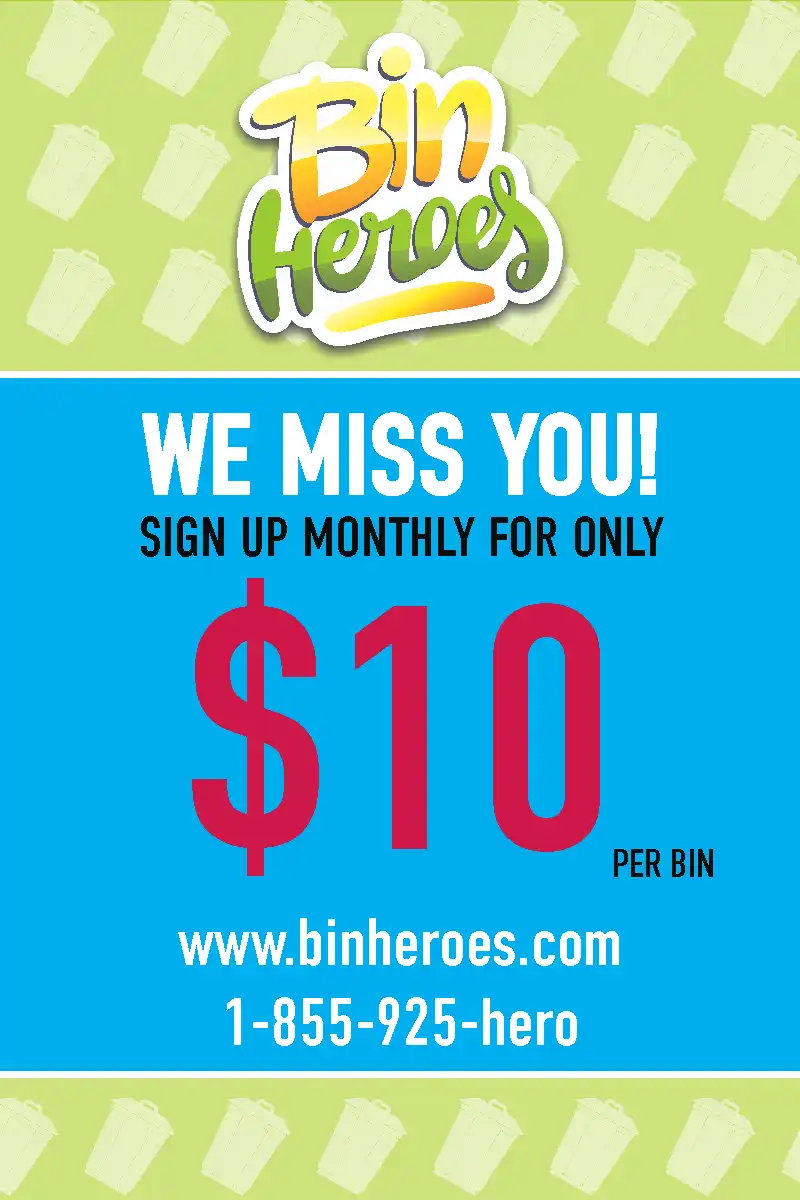 Bin
Heroes
WE MISS YOU!
SIGN UP MONTHLY FOR ONLY
$10
PER BIN
www.binheroes.com
1-855-925-hero